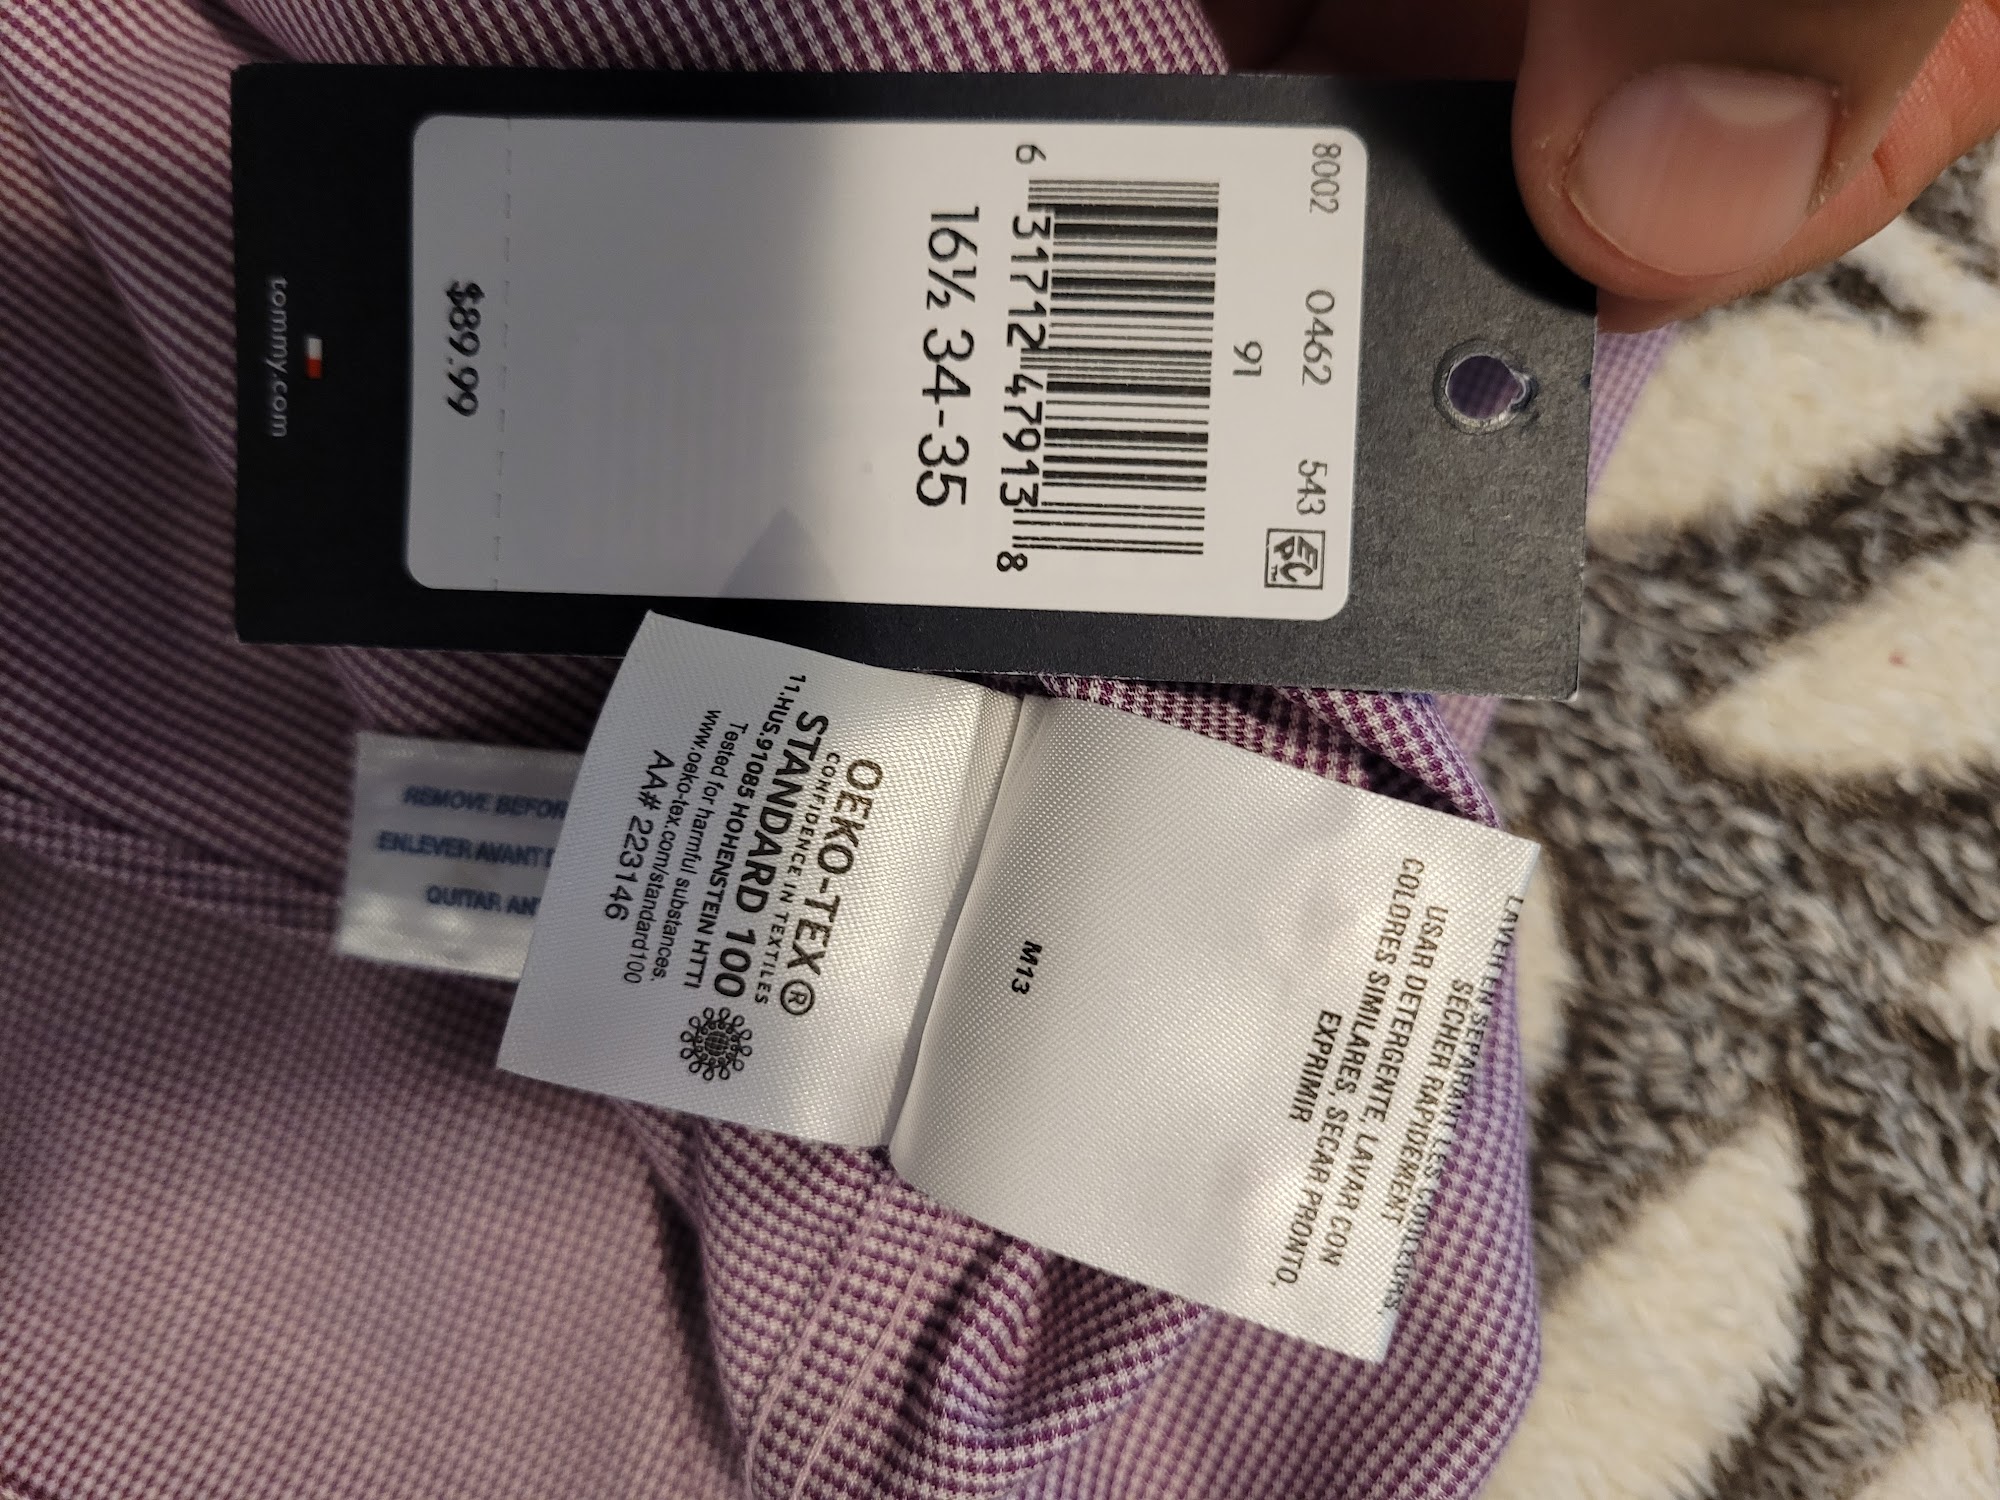 8002 0462 543
EPC™
91
6 31712 47913 8
16½ 34-35
$89.99
tommy.com
OEKO-TEX®
CONFIDENCE IN TEXTILES
STANDARD 100
11.HUS.91085 HOHENSTEIN HTTI
Tested for harmful substances.
www.oeko-tex.com/standard100
AA# 223146
M13
SECHER RAPIDEMENT
USAR DETERGENTE, LAVAR CON
COLORES SIMILARES, SECAR PRONTO,
EXPRIMIR
REMOVE
ENLEVER AVANT
QUITAR